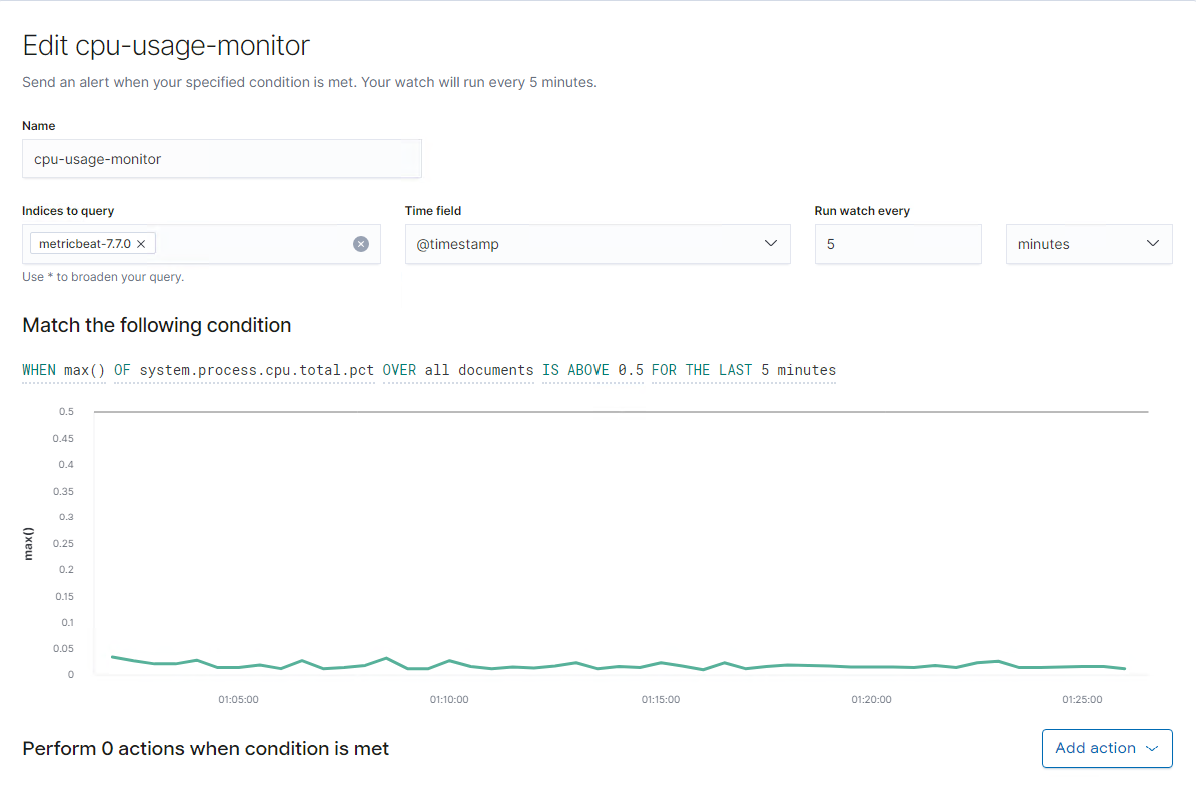 Edit cpu-usage-monitor
Send an alert when your specified condition is met. Your watch will run every 5 minutes.
Name
cpu-usage-monitor
Indices to query
Time field
Run watch every
metricbeat-7.7.0
@timestamp
5
minutes
Use * to broaden your query.
Match the following condition
WHEN max() OF system.process.cpu.total.pct OVER all documents IS ABOVE 0.5 FOR THE LAST 5 minutes
0.5
0.45
0.4
0.35
0.3
0.25
0.2
0.15
0.1
0.05
0
max()
01:05:00
01:10:00
01:15:00
01:20:00
01:25:00
Perform 0 actions when condition is met
Add action